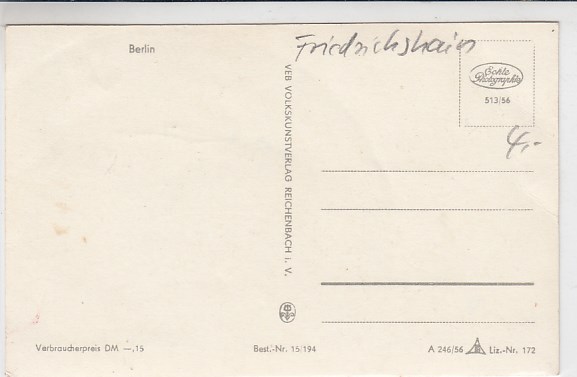 Berlin
Friedrichshain
Echte
Photographie
513/56
4,-
VEB VOLKSKUNSTVERLAG REICHENBACH i. V.
Verbraucherpreis DM —,15
Best.-Nr. 15/194
A 246/56
Liz.-Nr. 172